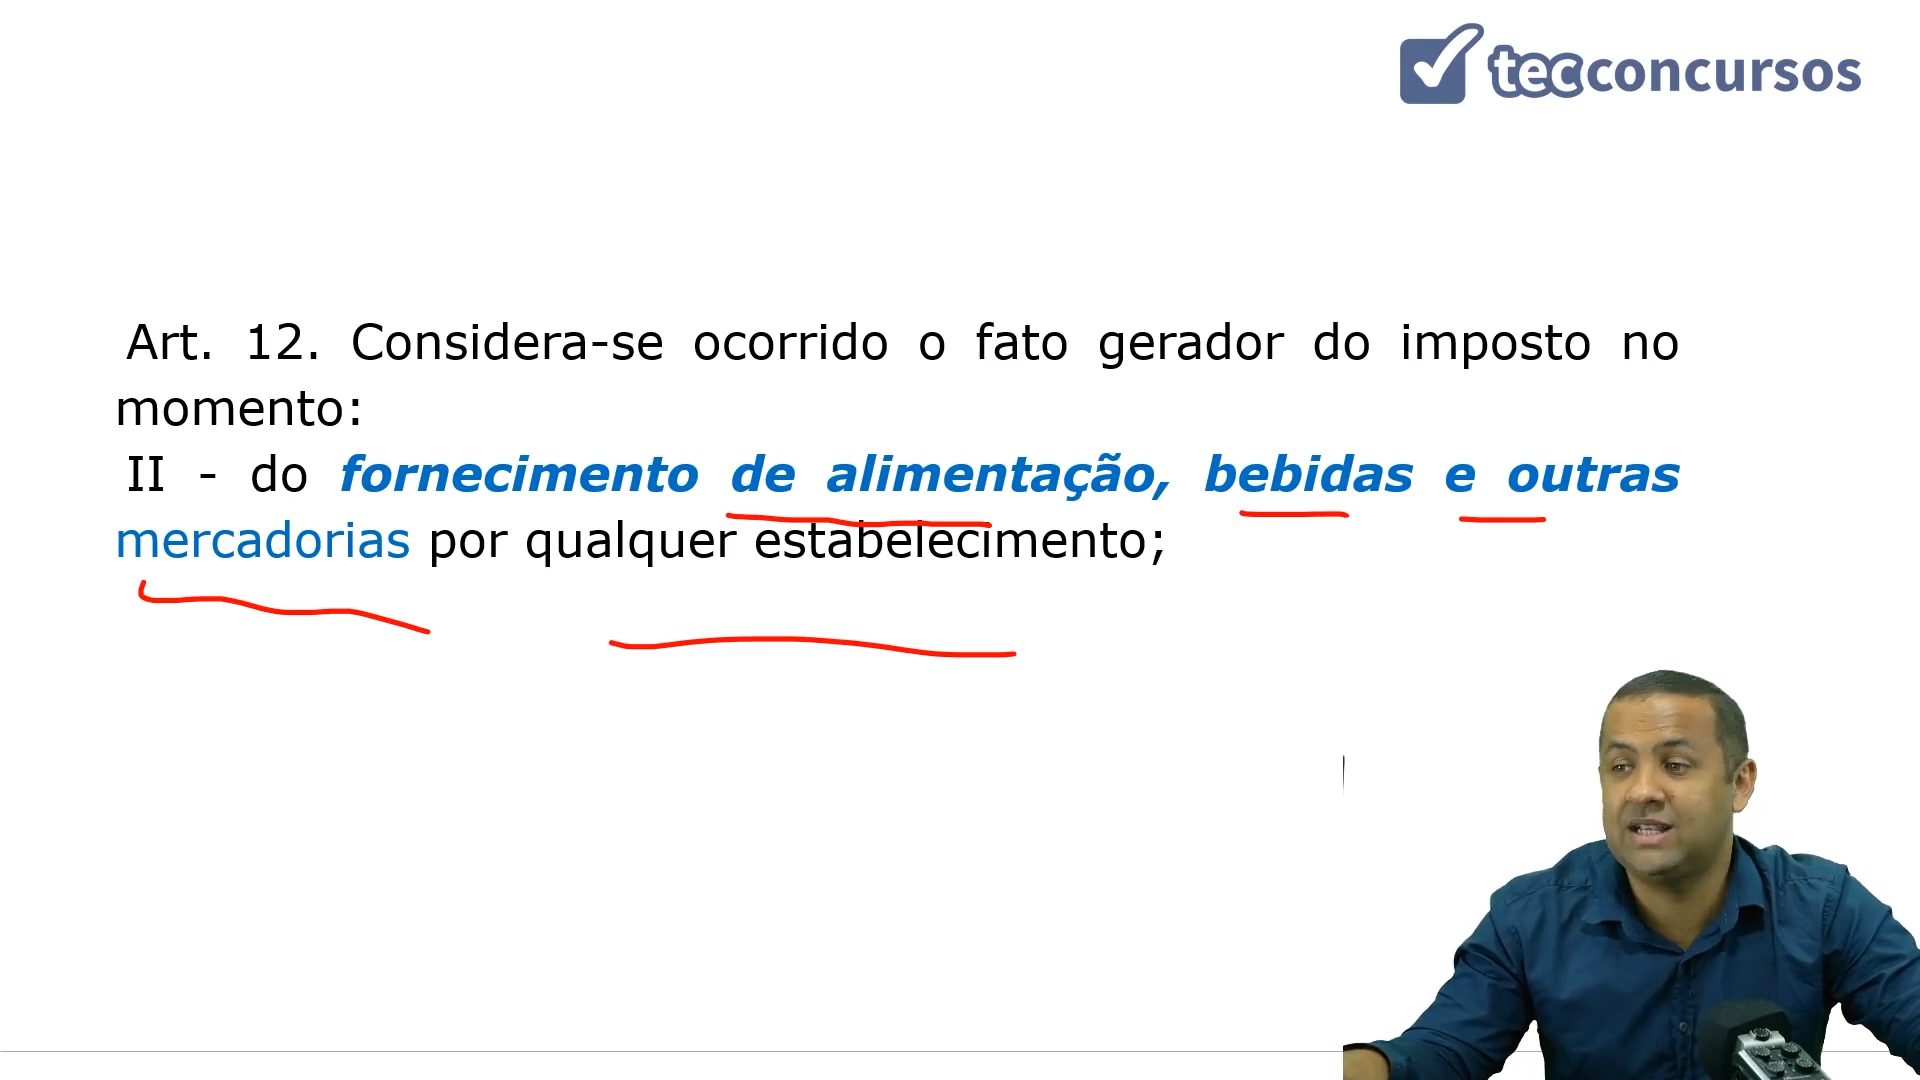 tecconcursos
Art. 12. Considera-se ocorrido o fato gerador do imposto no
momento:
II - do fornecimento de alimentação, bebidas e outras
mercadorias por qualquer estabelecimento;